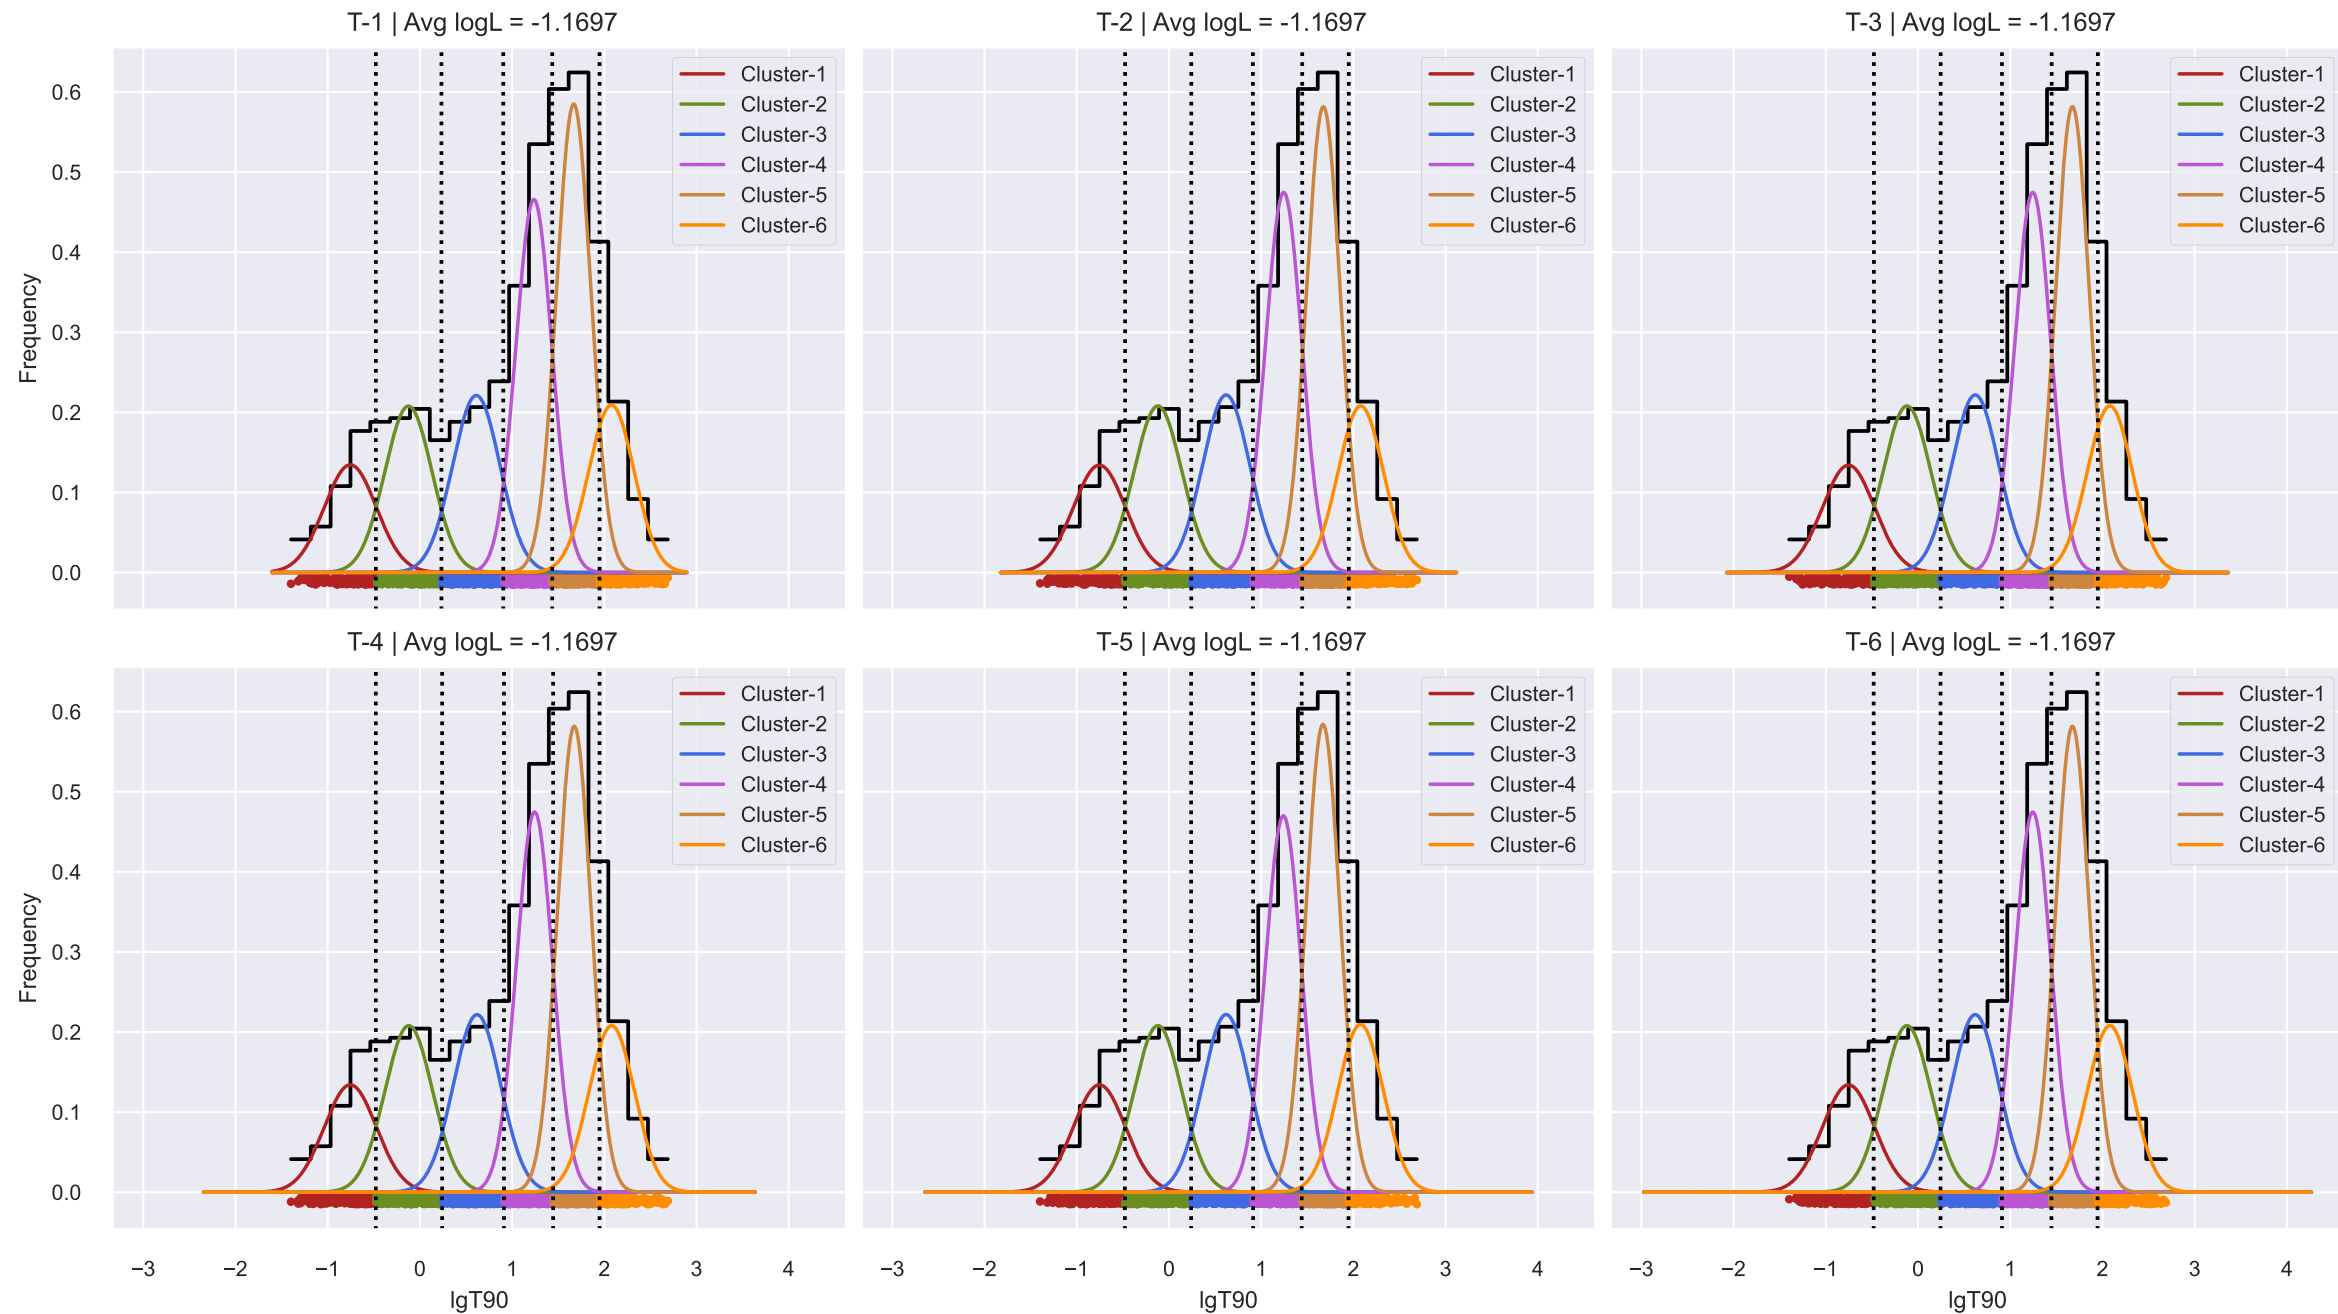 T-1 | Avg logL = -1.1697
T-2 | Avg logL = -1.1697
T-3 | Avg logL = -1.1697
Frequency
0.6
0.5
0.4
0.3
0.2
0.1
0.0
Cluster-1
Cluster-2
Cluster-3
Cluster-4
Cluster-5
Cluster-6
Cluster-1
Cluster-2
Cluster-3
Cluster-4
Cluster-5
Cluster-6
Cluster-1
Cluster-2
Cluster-3
Cluster-4
Cluster-5
Cluster-6
T-4 | Avg logL = -1.1697
T-5 | Avg logL = -1.1697
T-6 | Avg logL = -1.1697
Frequency
0.6
0.5
0.4
0.3
0.2
0.1
0.0
Cluster-1
Cluster-2
Cluster-3
Cluster-4
Cluster-5
Cluster-6
Cluster-1
Cluster-2
Cluster-3
Cluster-4
Cluster-5
Cluster-6
Cluster-1
Cluster-2
Cluster-3
Cluster-4
Cluster-5
Cluster-6
−3 −2 −1 0 1 2 3 4
−3 −2 −1 0 1 2 3 4
−3 −2 −1 0 1 2 3 4
lgT90
lgT90
lgT90